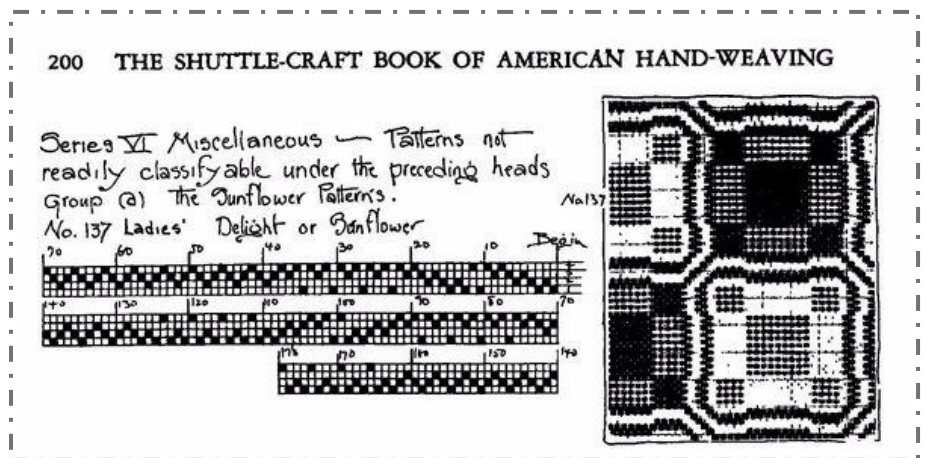 200 THE SHUTTLE-CRAFT BOOK OF AMERICAN HAND-WEAVING
Series VI Miscellaneous — Patterns not
readily classifyable under the preceding heads
Group (a) the Sunflower Patterns.
No. 137 Ladies' Delight or Sunflower
No137
Begin
70 60 50 40 30 20 10
140 130 120 110 100 90 80 70
178 170 160 150 140